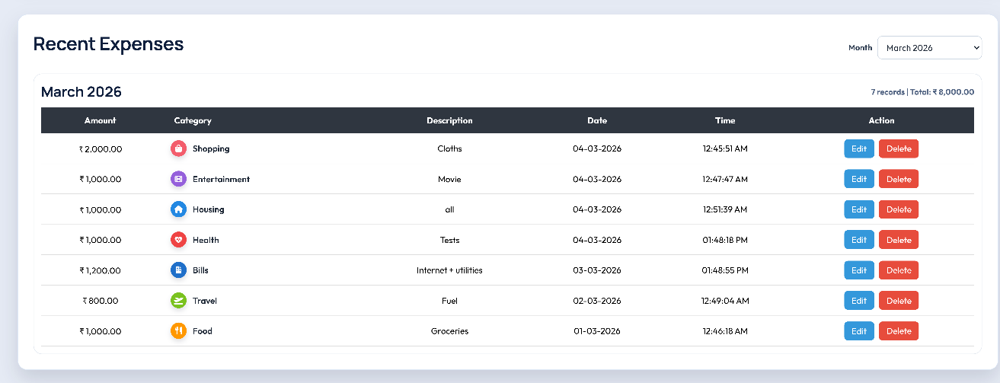 Recent Expenses
Month March 2026
March 2026
7 records | Total: ₹ 8,000.00
Amount Category Description Date Time Action
₹ 2,000.00 Shopping Cloths 04-03-2026 12:45:51 AM Edit Delete
₹ 1,000.00 Entertainment Movie 04-03-2026 12:47:47 AM Edit Delete
₹ 1,000.00 Housing all 04-03-2026 12:51:39 AM Edit Delete
₹ 1,000.00 Health Tests 04-03-2026 01:48:18 PM Edit Delete
₹ 1,200.00 Bills Internet + utilities 03-03-2026 01:48:55 PM Edit Delete
₹ 800.00 Travel Fuel 02-03-2026 12:49:04 AM Edit Delete
₹ 1,000.00 Food Groceries 01-03-2026 12:46:18 AM Edit Delete